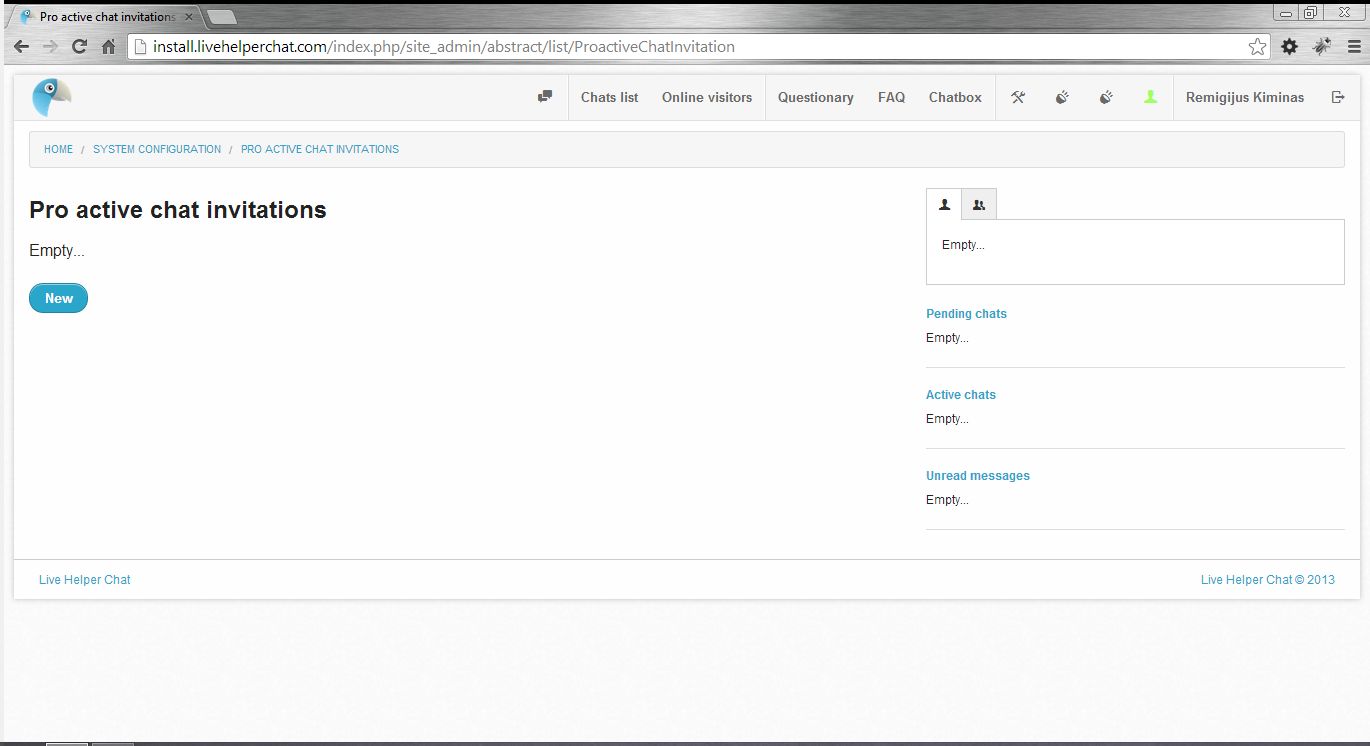 Pro active chat invitations
install.livehelperchat.com/index.php/site_admin/abstract/list/ProactiveChatInvitation
Chats list Online visitors Questionary FAQ Chatbox Remigijus Kiminas
HOME / SYSTEM CONFIGURATION / PRO ACTIVE CHAT INVITATIONS
Pro active chat invitations
Empty...
New
Empty...
Pending chats
Empty...
Active chats
Empty...
Unread messages
Empty...
Live Helper Chat
Live Helper Chat © 2013